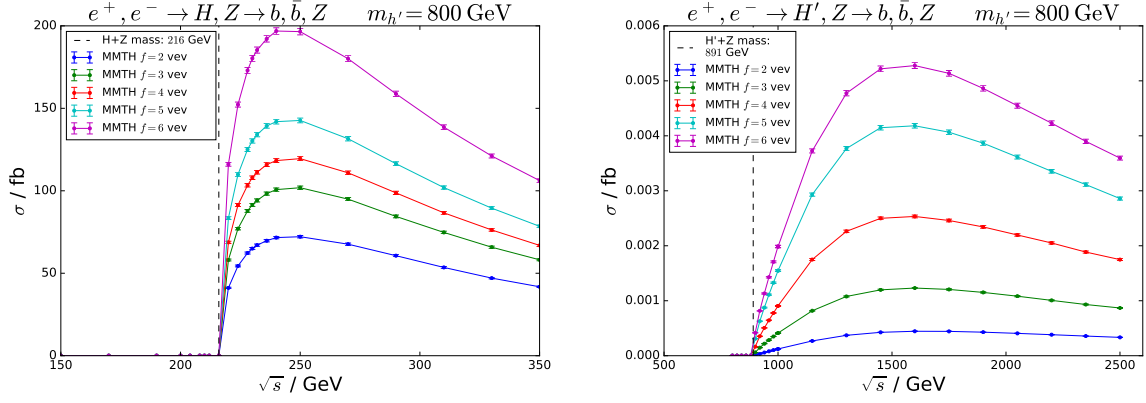 e⁺, e⁻ → H, Z → b, b̄, Z    m_{h′} = 800 GeV
200
150
100
50
0
σ / fb
H+Z mass: 216 GeV
MMTH f = 2 vev
MMTH f = 3 vev
MMTH f = 4 vev
MMTH f = 5 vev
MMTH f = 6 vev
150 200 250 300 350
√s / GeV
e⁺, e⁻ → H′, Z → b, b̄, Z    m_{h′} = 800 GeV
0.006
0.005
0.004
0.003
0.002
0.001
0.000
σ / fb
H'+Z mass:
891 GeV
MMTH f = 2 vev
MMTH f = 3 vev
MMTH f = 4 vev
MMTH f = 5 vev
MMTH f = 6 vev
500 1000 1500 2000 2500
√s / GeV